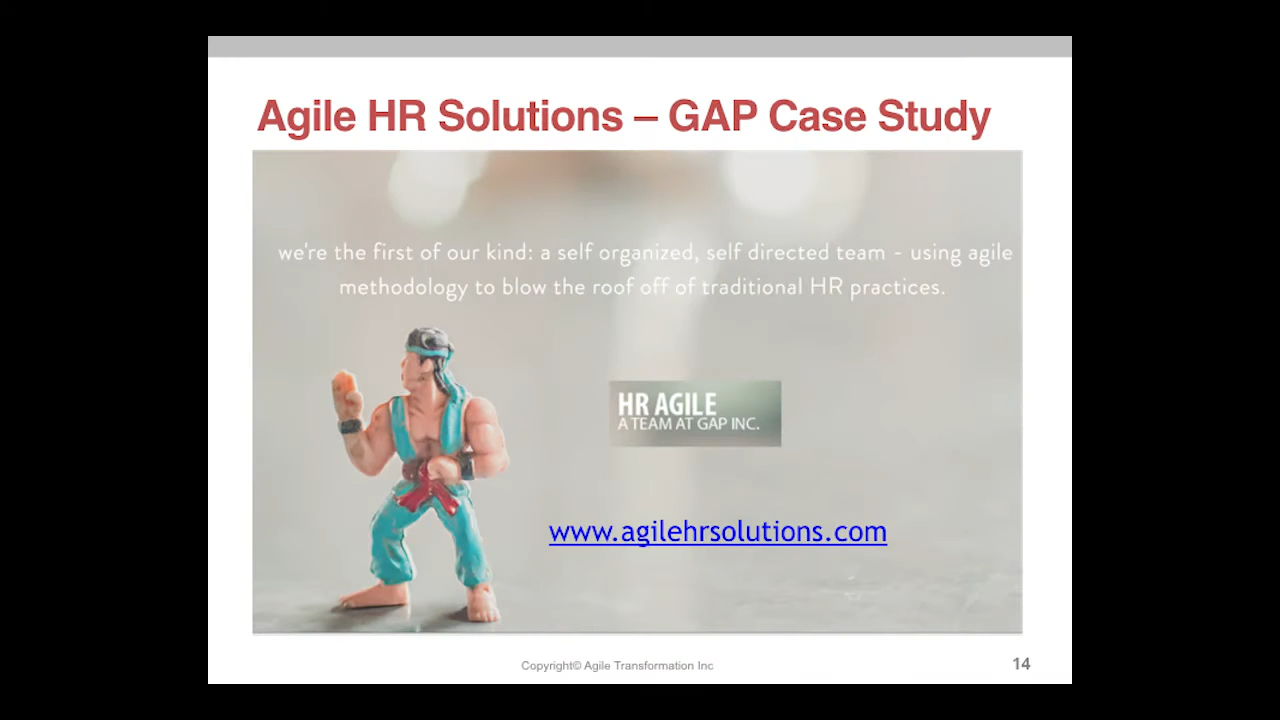 Agile HR Solutions – GAP Case Study
we're the first of our kind: a self organized, self directed team - using agile
methodology to blow the roof off of traditional HR practices.
HR AGILE
A TEAM AT GAP INC.
www.agilehrsolutions.com
Copyright© Agile Transformation Inc
14